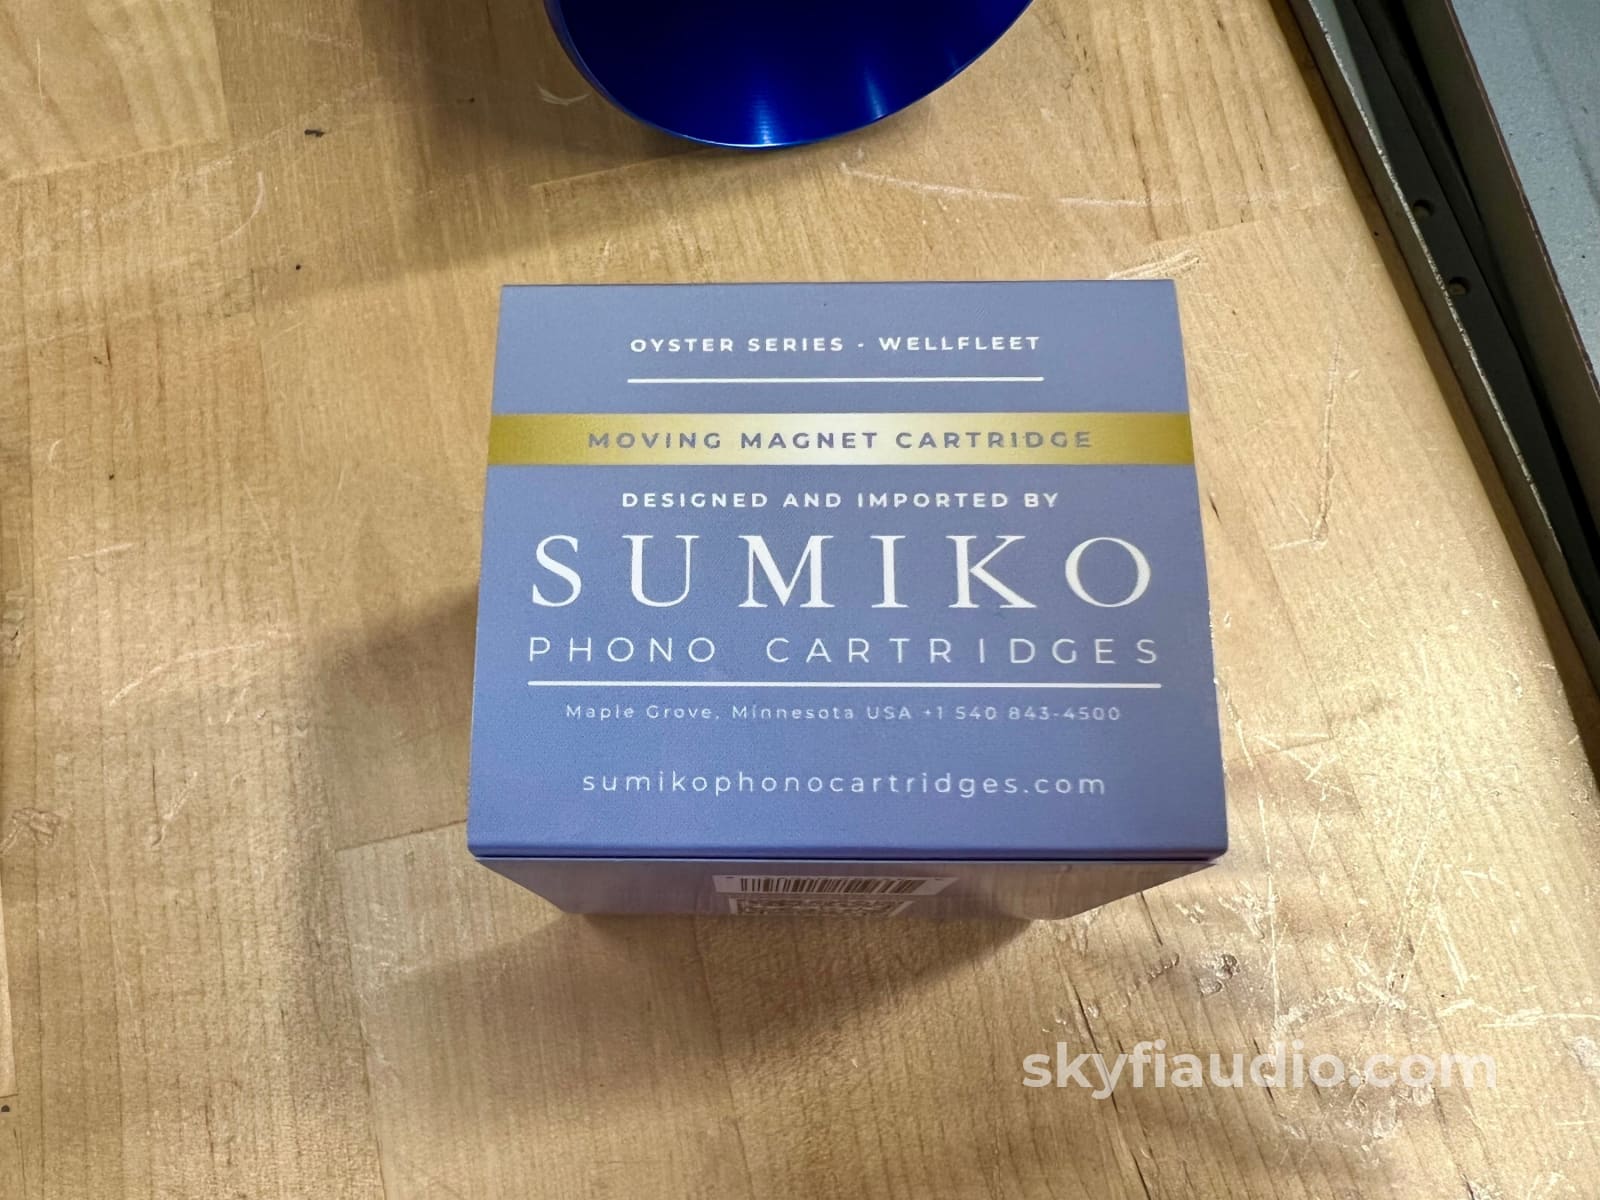 OYSTER SERIES - WELLFLEET
MOVING MAGNET CARTRIDGE
DESIGNED AND IMPORTED BY
SUMIKO
PHONO CARTRIDGES
Maple Grove, Minnesota USA +1 540 843-4500
sumikophonocartridges.com
skyfiaudio.com